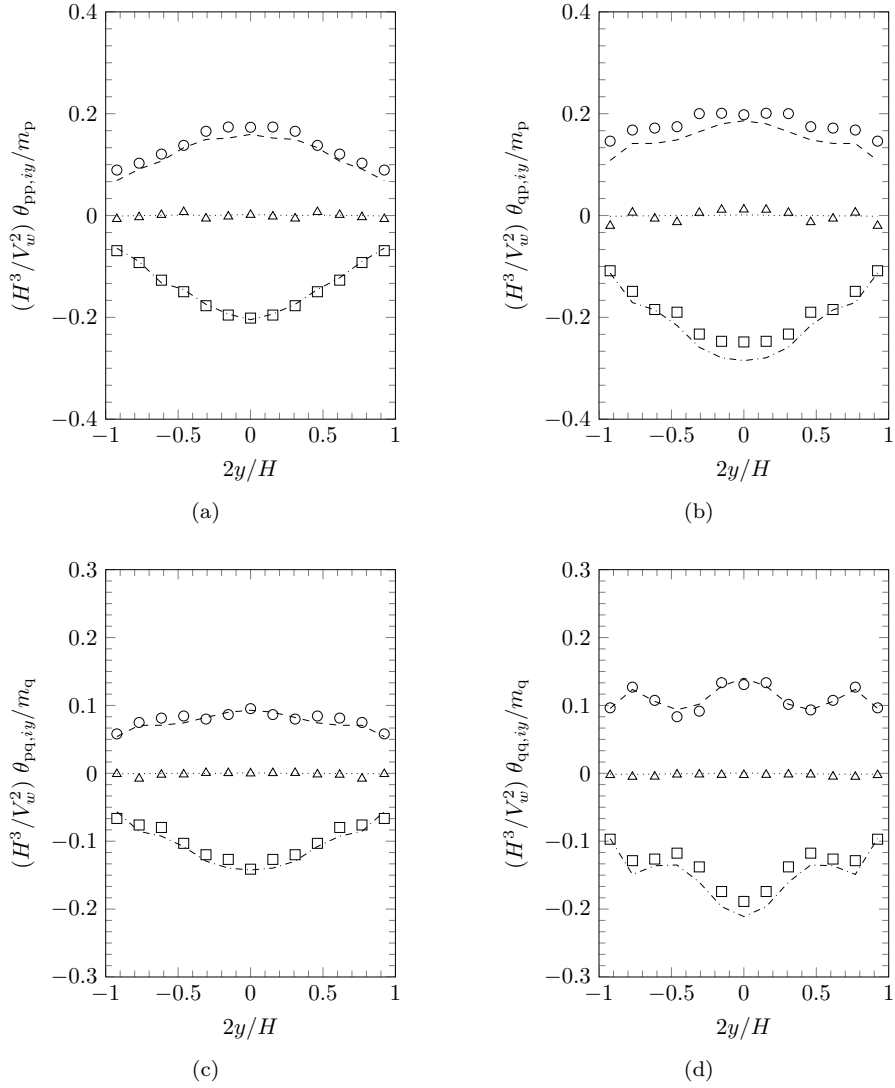 0.4
0.2
0
−0.2
−0.4
(H³/V_w²) θ_pp,iy/m_p
−1 −0.5 0 0.5 1
2y/H
(a)
0.4
0.2
0
−0.2
−0.4
(H³/V_w²) θ_qp,iy/m_p
−1 −0.5 0 0.5 1
2y/H
(b)
0.3
0.2
0.1
0
−0.1
−0.2
−0.3
(H³/V_w²) θ_pq,iy/m_q
−1 −0.5 0 0.5 1
2y/H
(c)
0.3
0.2
0.1
0
−0.1
−0.2
−0.3
(H³/V_w²) θ_qq,iy/m_q
−1 −0.5 0 0.5 1
2y/H
(d)